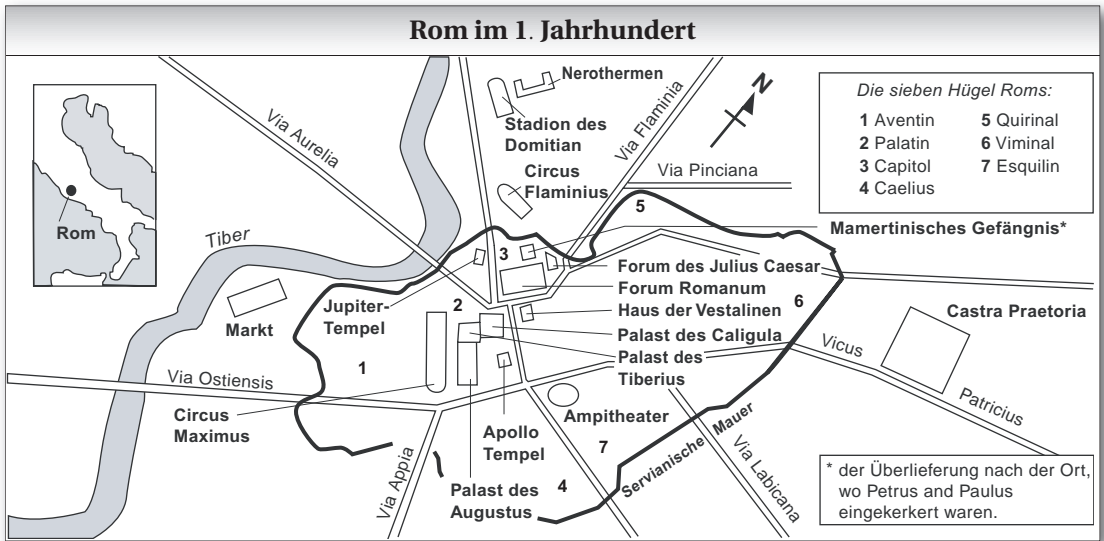 Rom im 1. Jahrhundert
Nerothermen
Stadion des
Domitian
Circus
Flaminius
Via Aurelia
Via Flaminia
N
Via Pinciana
Die sieben Hügel Roms:
1 Aventin
2 Palatin
3 Capitol
4 Caelius
5 Quirinal
6 Viminal
7 Esquilin
Rom
Tiber
5
Mamertinisches Gefängnis*
3
Forum des Julius Caesar
Forum Romanum
Haus der Vestalinen
Palast des Caligula
Palast des
Tiberius
6
Castra Praetoria
Markt
Jupiter-
Tempel
2
1
Vicus
Patricius
Via Ostiensis
Circus
Maximus
Ampitheater
Apollo
Tempel
7
Servianische Mauer
Via Labicana
Via Appia
Palast des
Augustus
4
* der Überlieferung nach der Ort,
wo Petrus and Paulus
eingekerkert waren.